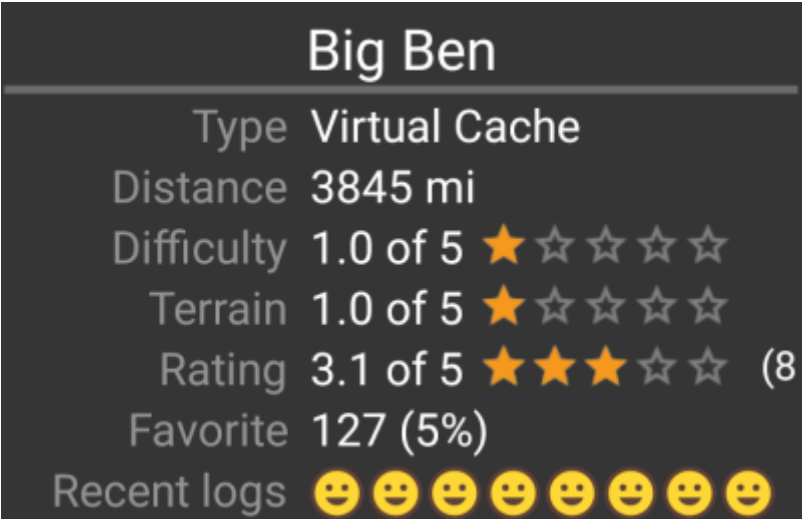 Big Ben
Type Virtual Cache
Distance 3845 mi
Difficulty 1.0 of 5
Terrain 1.0 of 5
Rating 3.1 of 5 (8
Favorite 127 (5%)
Recent logs